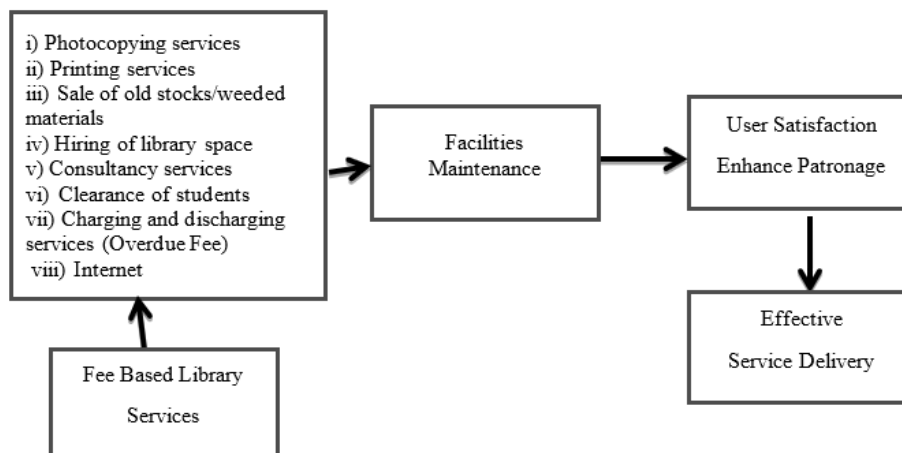 i) Photocopying services
ii) Printing services
iii) Sale of old stocks/weeded
materials
iv) Hiring of library space
v) Consultancy services
vi) Clearance of students
vii) Charging and discharging
services (Overdue Fee)
viii) Internet
Facilities
Maintenance
User Satisfaction
Enhance Patronage
Effective
Service Delivery
Fee Based Library
Services